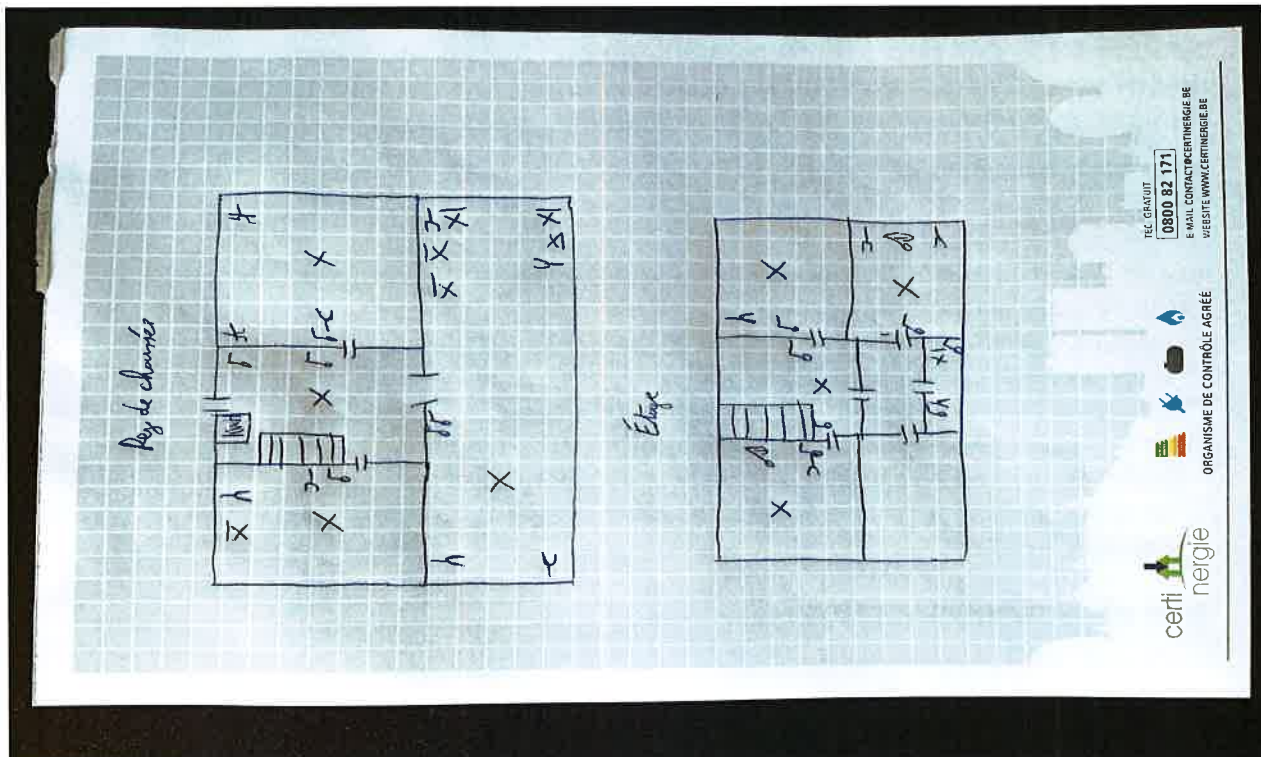 Rez de chaussée
Étage
certi
nergie
ORGANISME DE CONTRÔLE AGRÉÉ
TEL GRATUIT
0800 82 171
E-MAIL CONTACT@CERTINERGIE.BE
WEBSITE WWW.CERTINERGIE.BE